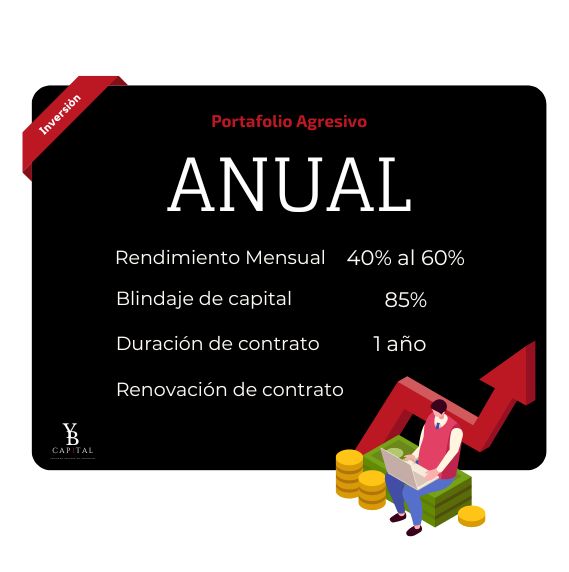 Inversión
Portafolio Agresivo
ANUAL
Rendimiento Mensual 40% al 60%
Blindaje de capital 85%
Duración de contrato 1 año
Renovación de contrato
YB
CAPITAL